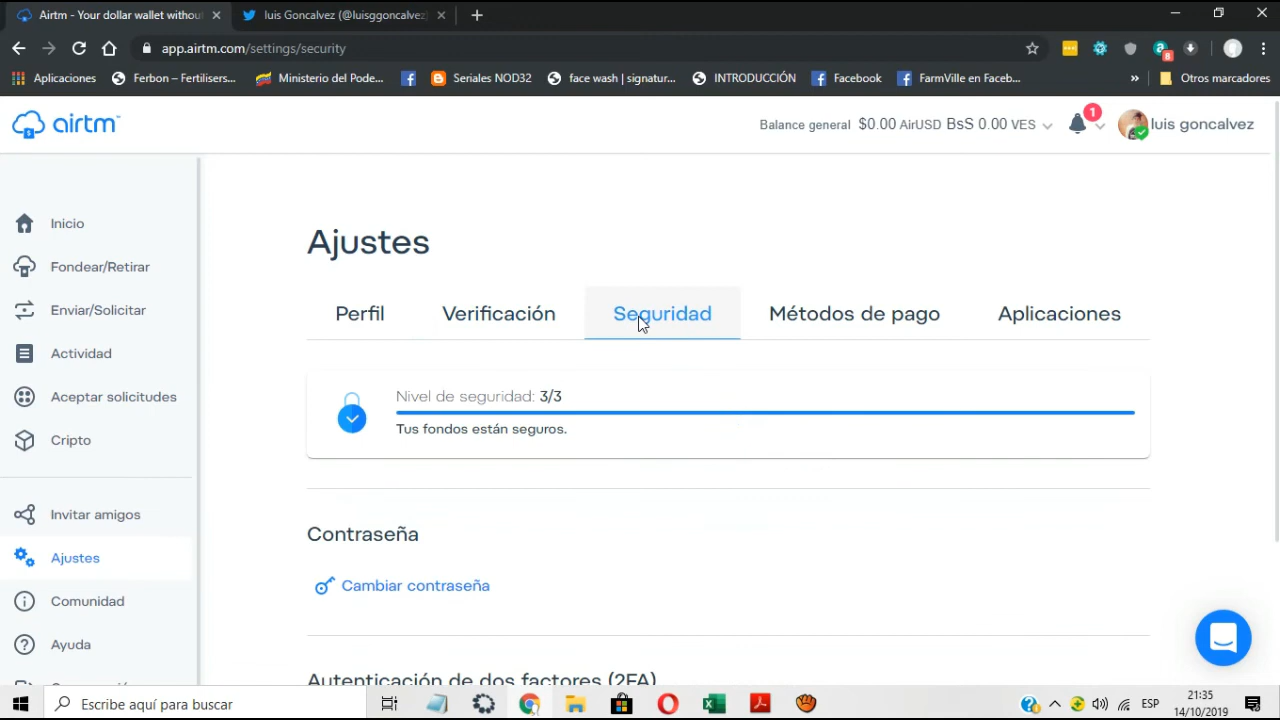 Airtm - Your dollar wallet withou
luis Goncalvez (@luisggoncalvez
app.airtm.com/settings/security
8
Aplicaciones
Ferbon – Fertilisers...
Ministerio del Pode...
Seriales NOD32
face wash | signatur...
INTRODUCCIÓN
Facebook
FarmVille en Faceb...
»
Otros marcadores
airtm
Balance general $0.00 AirUSD BsS 0.00 VES
1
luis goncalvez
Inicio
Fondear/Retirar
Enviar/Solicitar
Actividad
Aceptar solicitudes
Cripto
Invitar amigos
Ajustes
Comunidad
Ayuda
Ajustes
Perfil
Verificación
Seguridad
Métodos de pago
Aplicaciones
Nivel de seguridad: 3/3
Tus fondos están seguros.
Contraseña
Cambiar contraseña
Autenticación de dos factores (2FA)
Escribe aquí para buscar
ESP
21:35
14/10/2019